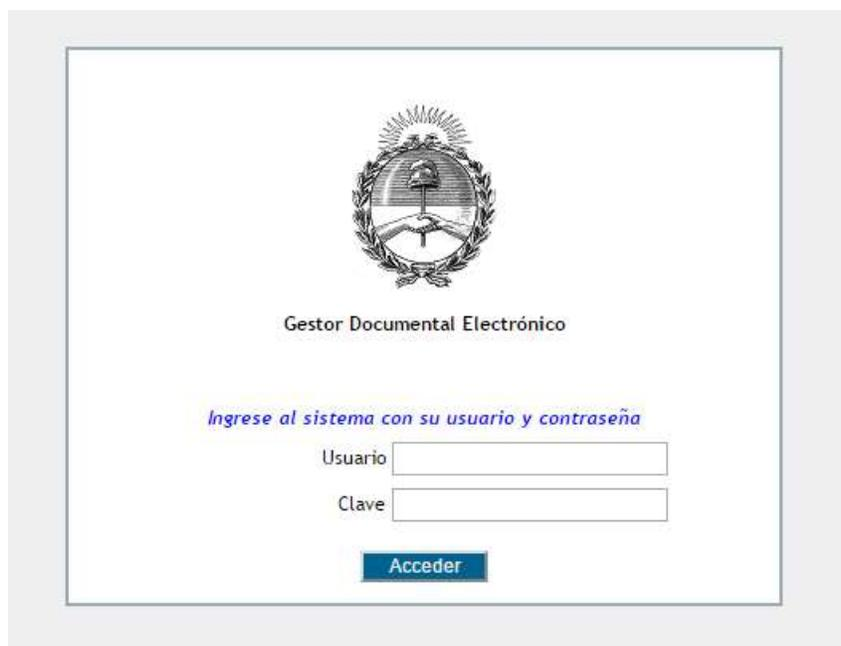 Gestor Documental Electrónico
Ingrese al sistema con su usuario y contraseña
Usuario
Clave
Acceder